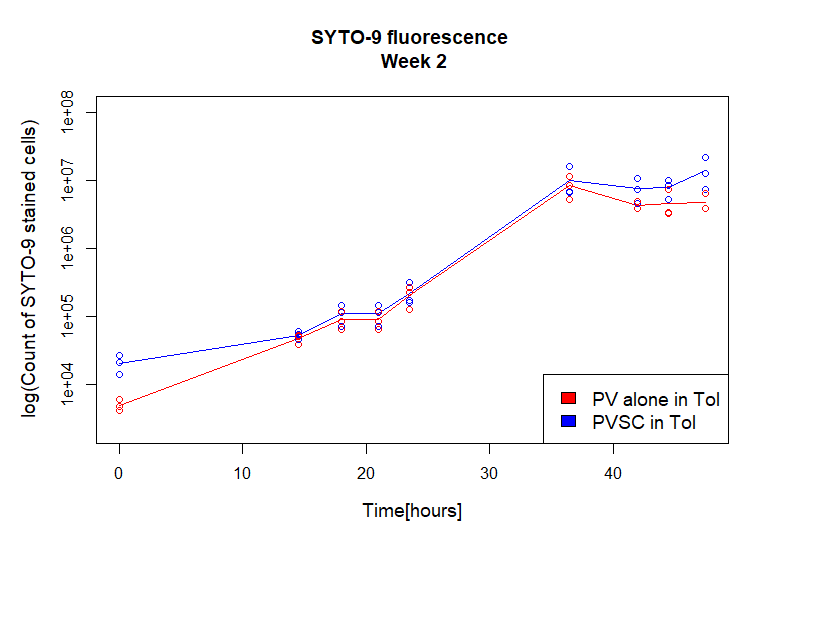 SYTO-9 fluorescence
Week 2
log(Count of SYTO-9 stained cells)
1e+08
1e+07
1e+06
1e+05
1e+04
PV alone in Tol
PVSC in Tol
0 10 20 30 40
Time[hours]